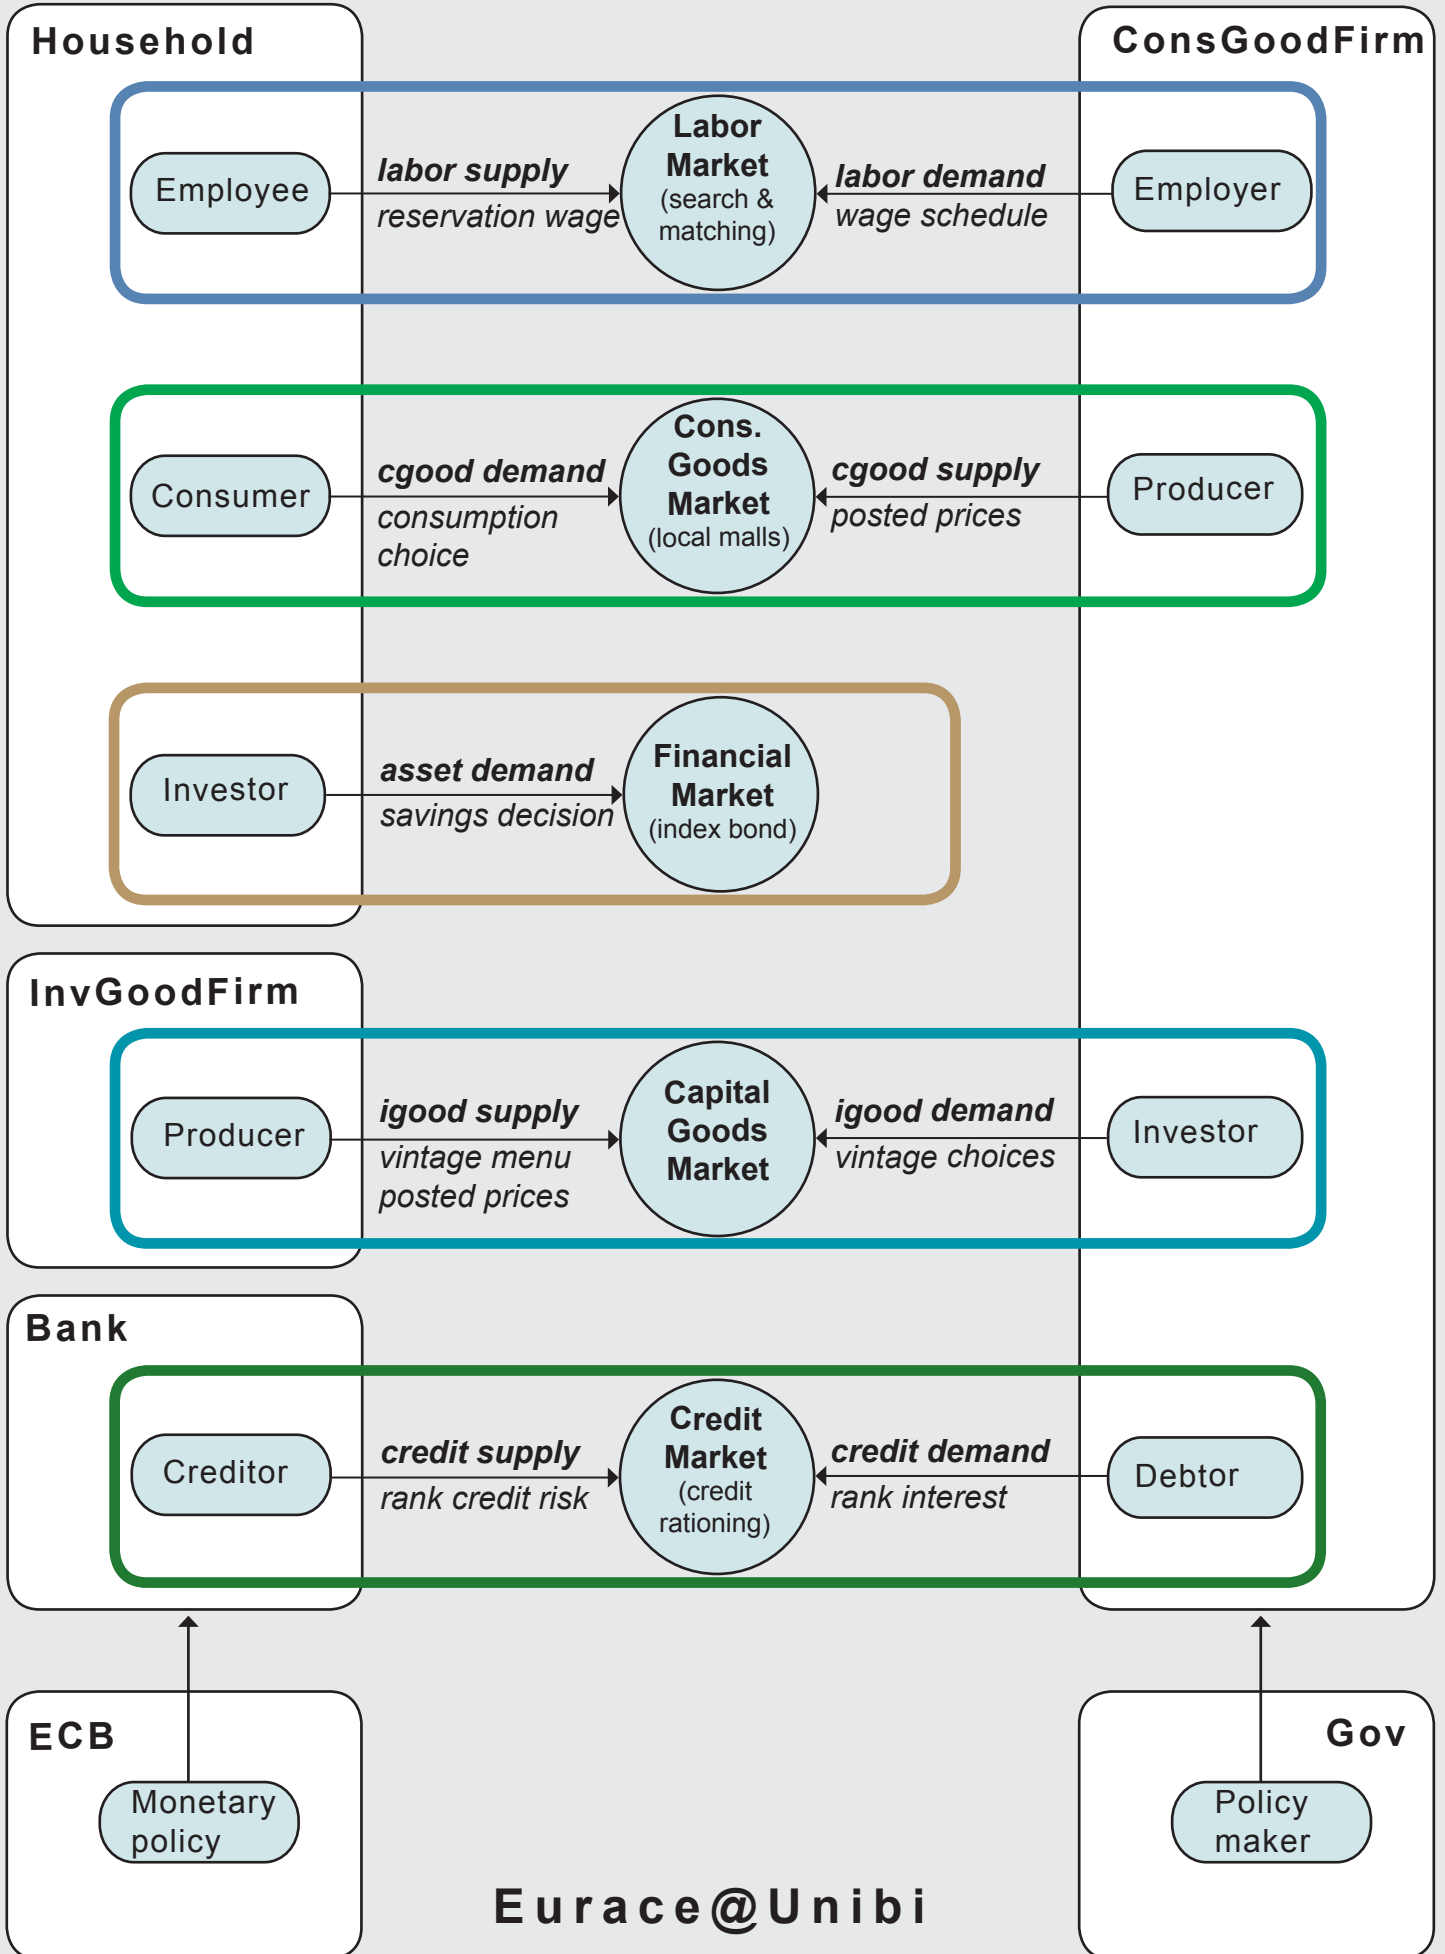 Household
ConsGoodFirm
Employee
labor supply
reservation wage
Labor
Market
(search &
matching)
labor demand
wage schedule
Employer
Consumer
cgood demand
consumption
choice
Cons.
Goods
Market
(local malls)
cgood supply
posted prices
Producer
Investor
asset demand
savings decision
Financial
Market
(index bond)
InvGoodFirm
Producer
igood supply
vintage menu
posted prices
Capital
Goods
Market
igood demand
vintage choices
Investor
Bank
Creditor
credit supply
rank credit risk
Credit
Market
(credit
rationing)
credit demand
rank interest
Debtor
ECB
Monetary
policy
Gov
Policy
maker
Eurace@Unibi